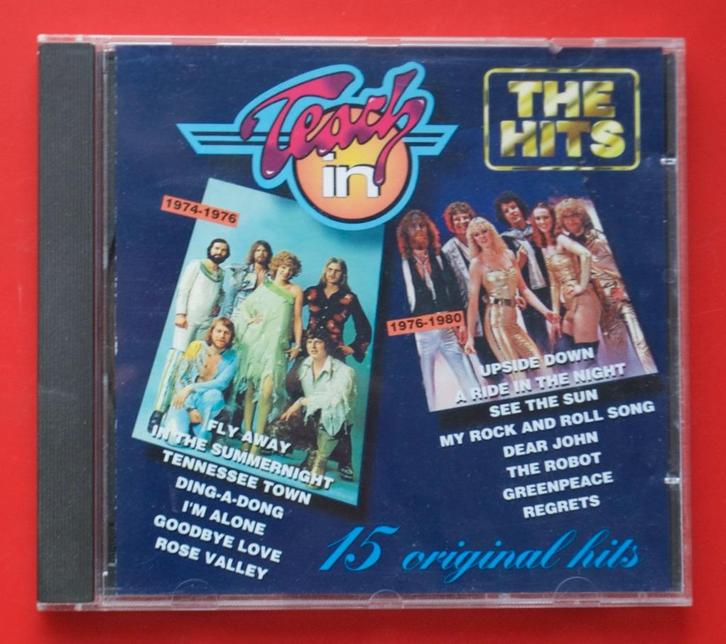 Teach
in
THE
HITS
1974-1976
FLY AWAY
IN THE SUMMERNIGHT
TENNESSEE TOWN
DING-A-DONG
I'M ALONE
GOODBYE LOVE
ROSE VALLEY
1976-1980
UPSIDE DOWN
A RIDE IN THE NIGHT
SEE THE SUN
MY ROCK AND ROLL SONG
DEAR JOHN
THE ROBOT
GREENPEACE
REGRETS
15 original hits